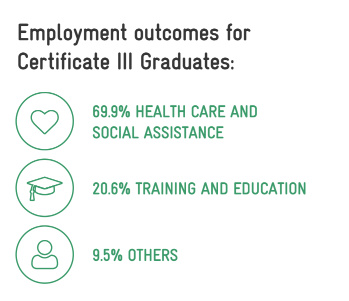 Employment outcomes for
Certificate III Graduates:
69.9% HEALTH CARE AND
SOCIAL ASSISTANCE
20.6% TRAINING AND EDUCATION
9.5% OTHERS